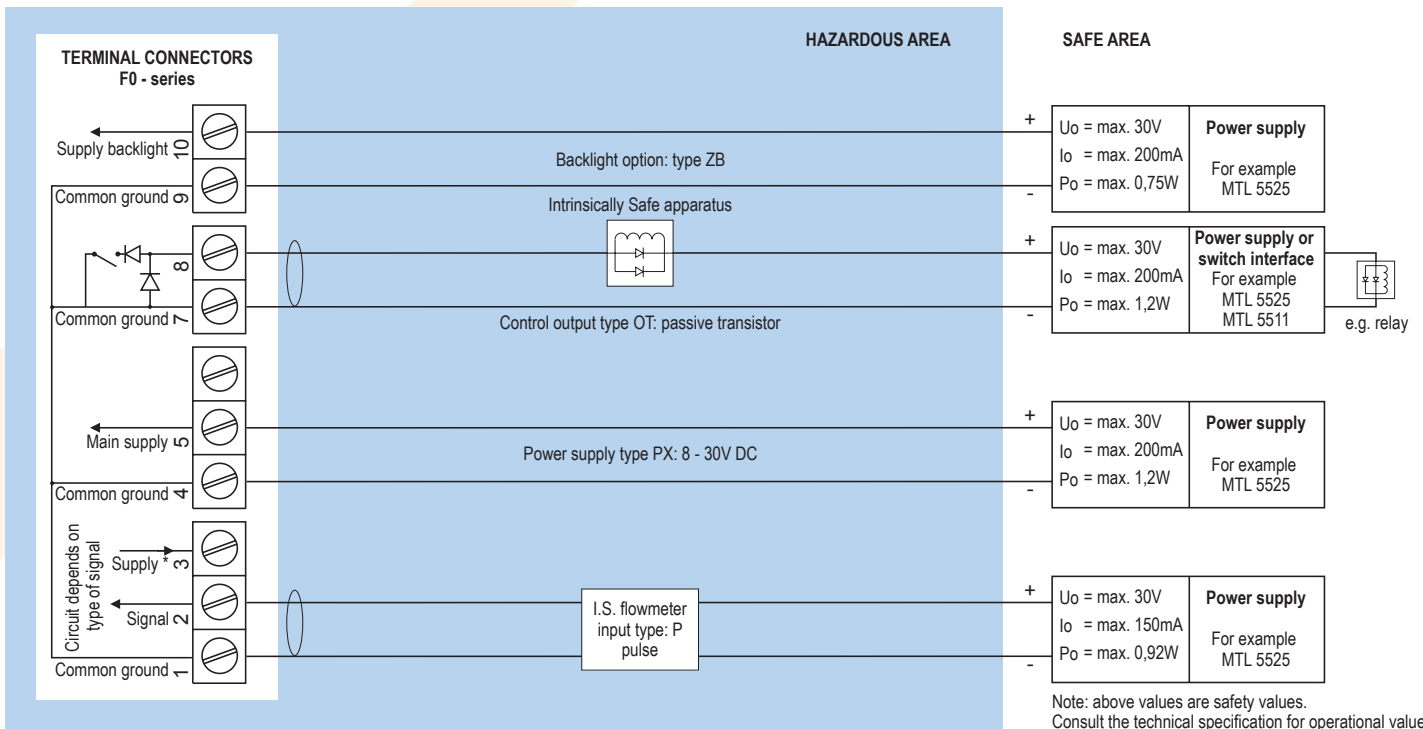 HAZARDOUS AREA
SAFE AREA
TERMINAL CONNECTORS
F0 - series
Supply backlight
10
Common ground
9
Backlight option: type ZB
+
-
Uo = max. 30V
Io = max. 200mA
Po = max. 0,75W
Power supply
For example
MTL 5525
Intrinsically Safe apparatus
8
Common ground
7
Control output type OT: passive transistor
+
-
Uo = max. 30V
Io = max. 200mA
Po = max. 1,2W
Power supply or
switch interface
For example
MTL 5525
MTL 5511
e.g. relay
Main supply
5
Common ground
4
Power supply type PX: 8 - 30V DC
+
-
Uo = max. 30V
Io = max. 200mA
Po = max. 1,2W
Power supply
For example
MTL 5525
Circuit depends on
type of signal
Supply *
3
Signal
2
Common ground
1
I.S. flowmeter
input type: P
pulse
+
-
Uo = max. 30V
Io = max. 150mA
Po = max. 0,92W
Power supply
For example
MTL 5525
Note: above values are safety values.
Consult the technical specification for operational value